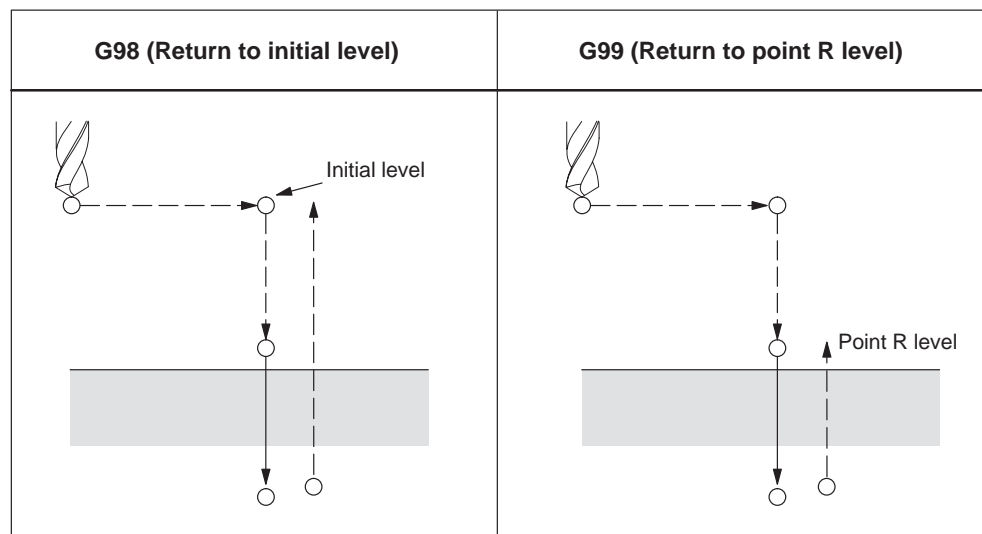 G98 (Return to initial level)
G99 (Return to point R level)
Initial level
Point R level